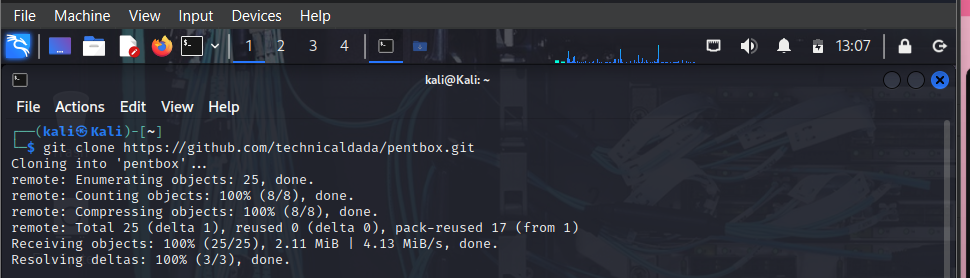 File Machine View Input Devices Help
1 2 3 4 13:07
kali@Kali: ~
File Actions Edit View Help
┌──(kali㉿Kali)-[~]
└─$ git clone https://github.com/technicaldada/pentbox.git
Cloning into 'pentbox'...
remote: Enumerating objects: 25, done.
remote: Counting objects: 100% (8/8), done.
remote: Compressing objects: 100% (8/8), done.
remote: Total 25 (delta 1), reused 0 (delta 0), pack-reused 17 (from 1)
Receiving objects: 100% (25/25), 2.11 MiB | 4.13 MiB/s, done.
Resolving deltas: 100% (3/3), done.